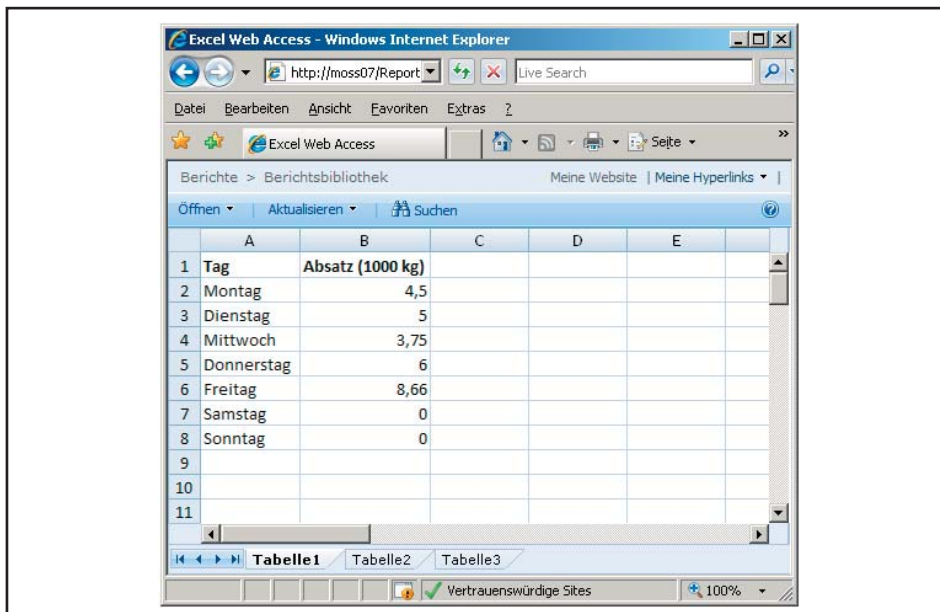 Excel Web Access - Windows Internet Explorer
http://moss07/Report
Live Search
Datei Bearbeiten Ansicht Favoriten Extras ?
Excel Web Access
Seite
»
Berichte > Berichtsbibliothek Meine Website | Meine Hyperlinks |
Öffnen | Aktualisieren | Suchen
A B C D E
1 Tag Absatz (1000 kg)
2 Montag 4,5
3 Dienstag 5
4 Mittwoch 3,75
5 Donnerstag 6
6 Freitag 8,66
7 Samstag 0
8 Sonntag 0
9
10
11
Tabelle1 Tabelle2 Tabelle3
Vertrauenswürdige Sites 100%